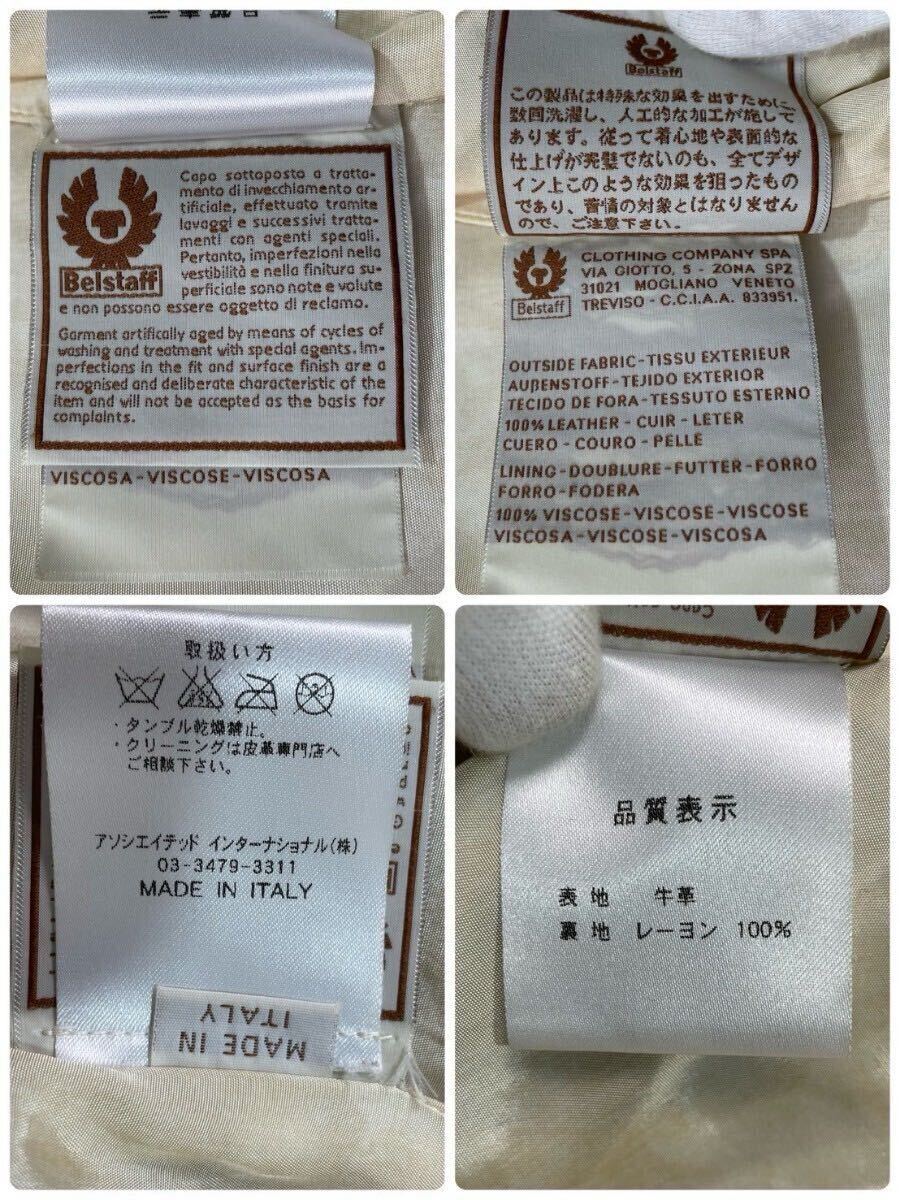 品質表
Belstaff
Capo sottoposto a tratta-
mento di invecchiamento ar-
tificiale, effettuato tramite
lavaggi e successivi tratta-
menti con agenti speciali.
Pertanto, imperfezioni nella
vestibilità e nella finitura su-
perficiale sono note e volute
e non possono essere oggetto di reclamo.
Garment artificially aged by means of cycles of
washing and treatment with special agents. Im-
perfections in the fit and surface finish are a
recognised and deliberate characteristic of the
item and will not be accepted as the basis for
complaints.
VISCOSA-VISCOSE-VISCOSA
Belstaff
この製品は特殊な効果を出すために、
数回洗濯し、人工的な加工が施して
あります。従って着心地や表面的な
仕上げが完璧でないのも、全てデザ
イン上このような効果を狙ったもの
であり、苦情の対象とはなりません
ので、ご注意下さい。
Belstaff
CLOTHING COMPANY SPA
VIA GIOTTO, 5 - ZONA SPZ
31021 MOGLIANO VENETO
TREVISO - C.C.I.A.A. 833951.
OUTSIDE FABRIC-TISSU EXTERIEUR
AUßENSTOFF-TEJIDO EXTERIOR
TECIDO DE FORA-TESSUTO ESTERNO
100% LEATHER - CUIR - LETER
CUERO - COURO - PELLE
LINING-DOUBLURE-FUTTER-FORRO
FORRO-FODERA
100% VISCOSE-VISCOSE-VISCOSE
VISCOSA-VISCOSE-VISCOSA
取扱い方
・タンブル乾燥禁止。
・クリーニングは皮革専門店へ
ご相談下さい。
アソシエイテッド インターナショナル(株)
03-3479-3311
MADE IN ITALY
MADE IN
ITALY
Capo
品質表示
表地 牛革
裏地 レーヨン 100%